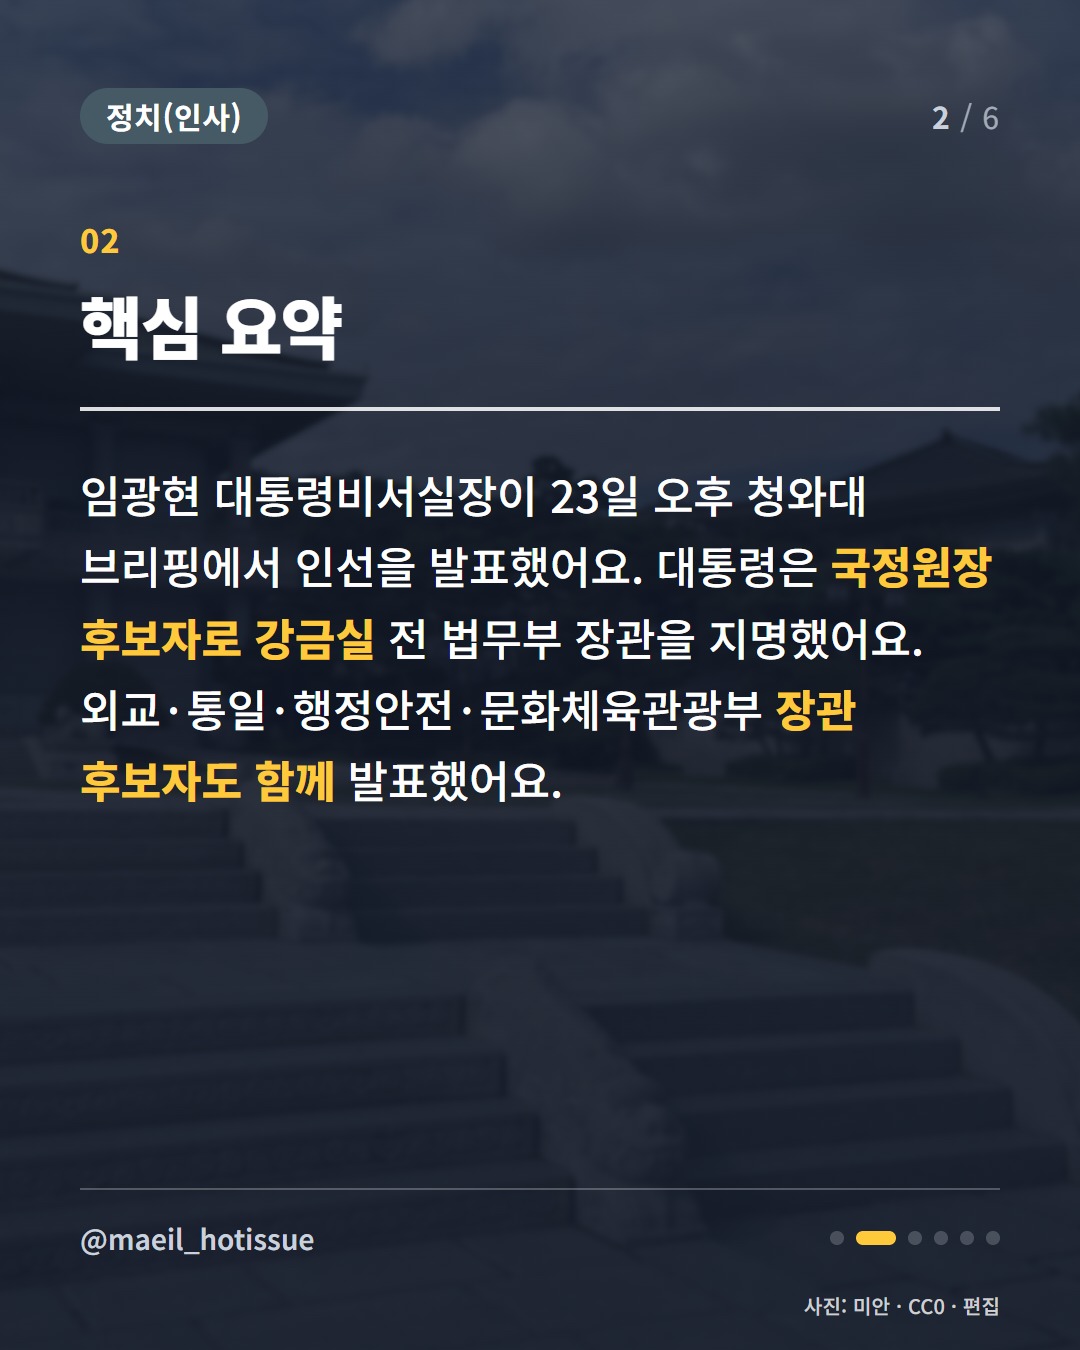 정치(인사)
2 / 6
02
핵심 요약
임광현 대통령비서실장이 23일 오후 청와대
브리핑에서 인선을 발표했어요. 대통령은 국정원장
후보자로 강금실 전 법무부 장관을 지명했어요.
외교·통일·행정안전·문화체육관광부 장관
후보자도 함께 발표했어요.
@maeil_hotissue
사진: 미안 · CC0 · 편집